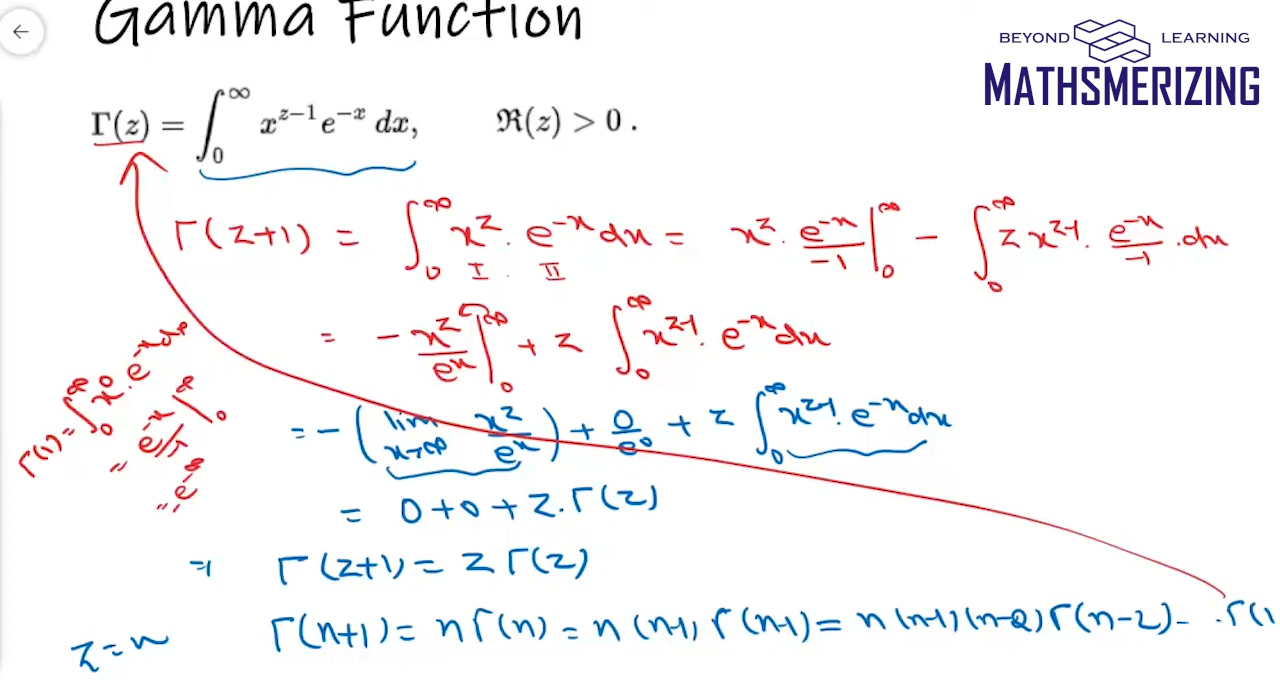 Gamma Function
BEYOND LEARNING
MATHSMERIZING
Γ(z) = ∫₀^∞ x^{z−1} e^{−x} dx, ℜ(z) > 0 .
Γ(z+1) = ∫₀^∞ x^z · e^{−x} dx = x^z · e^{−x}/−1 |₀^∞ − ∫₀^∞ z x^{z−1} · e^{−x}/−1 · dx
I · II
= −x^z/e^x |₀^∞ + z ∫₀^∞ x^{z−1} · e^{−x} dx
Γ(1) = ∫₀^∞ x^0 · e^{−x} dx
= − ( lim x→∞ x^z/e^x ) + 0/e^0 + z ∫₀^∞ x^{z−1} · e^{−x} dx
= 0 + 0 + z · Γ(z)
⇒ Γ(z+1) = z Γ(z)
z = n Γ(n+1) = n Γ(n) = n (n−1) Γ(n−1) = n (n−1)(n−2) Γ(n−2) − · Γ(1